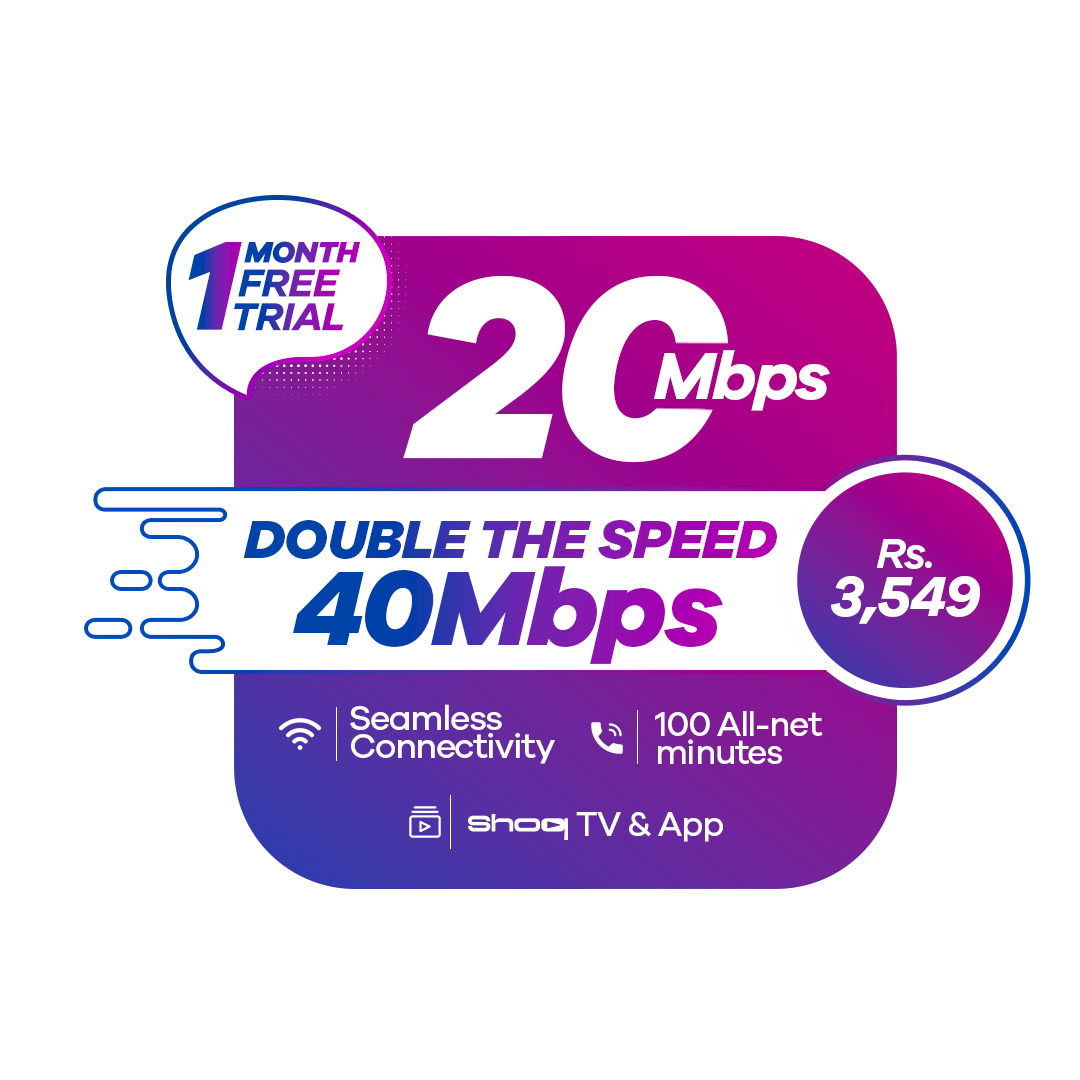 1 MONTH
FREE
TRIAL
20 Mbps
DOUBLE THE SPEED
40Mbps
Rs.
3,549
Seamless
Connectivity
100 All-net
minutes
shoq TV & App